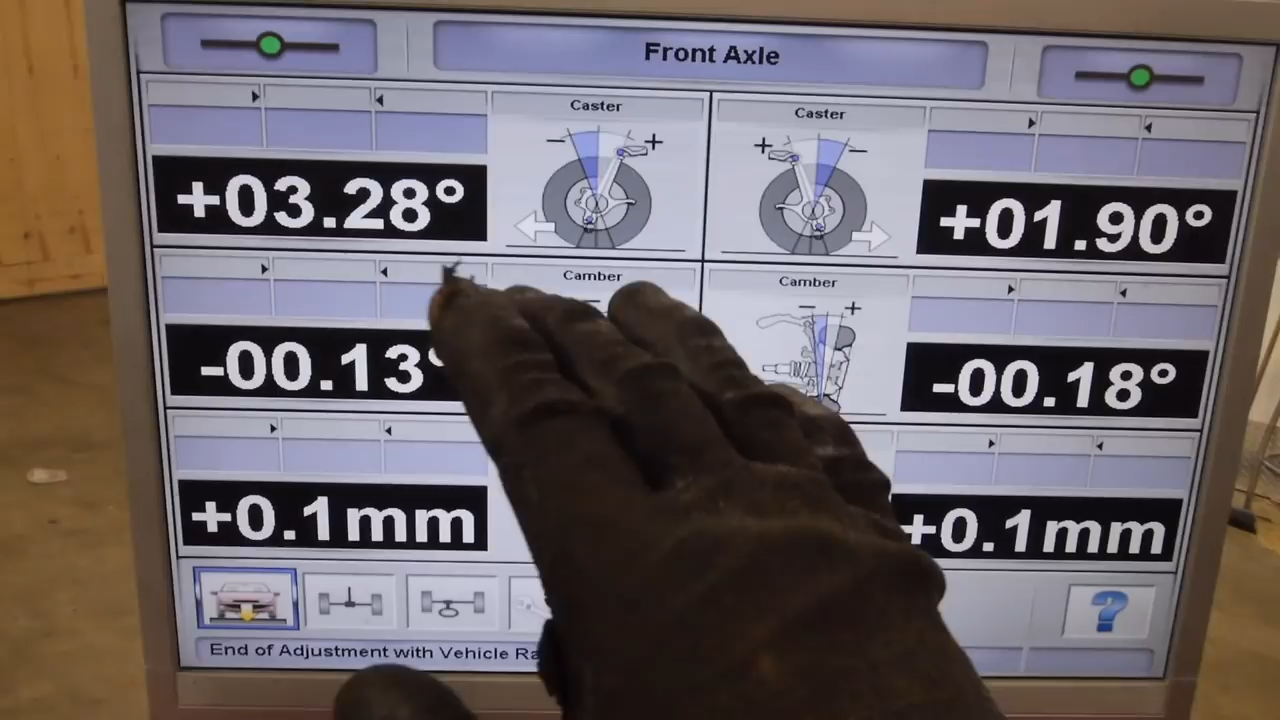 Front Axle
Caster
Caster
- +
+ -
+03.28°
+01.90°
Camber
Camber
- +
-00.13°
-00.18°
+0.1mm
+0.1mm
?
End of Adjustment with Vehicle